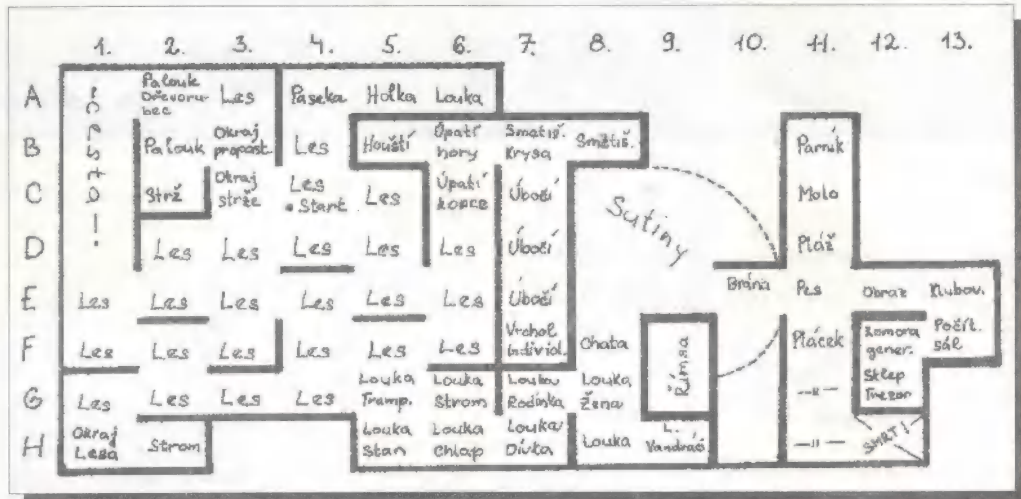 1. 2. 3. 4. 5. 6. 7. 8. 9. 10. 11. 12. 13.
A Palouk Dřevoru-bec Les Paseka Holka Louka
B Palouk Okraj propást. Les Houští Úpatí hory Smetiš. Krysa Smětiš. Parník
C Strž Okraj strže Les • Start Les Úpatí kopce Úbočí Sutiny Molo
D Les Les Les Les Les Úbočí Pláž
E Les Les Les Les Les Les Úbočí Brána Pes Obraz Klubov.
F Les Les Les Les Les Les Vrchol Individ. Chata Římsa Plácek Komora gener. Počít. sál
G Les Les Les Les Louka Tramp. Louka Strom Louka Rodinka Louka Žena —"— Sklep Trezor
H Okraj Lesa Strom Louka Stan Louka Chlap Louka Dívka Louka L. Vandráči —"— SMRT!